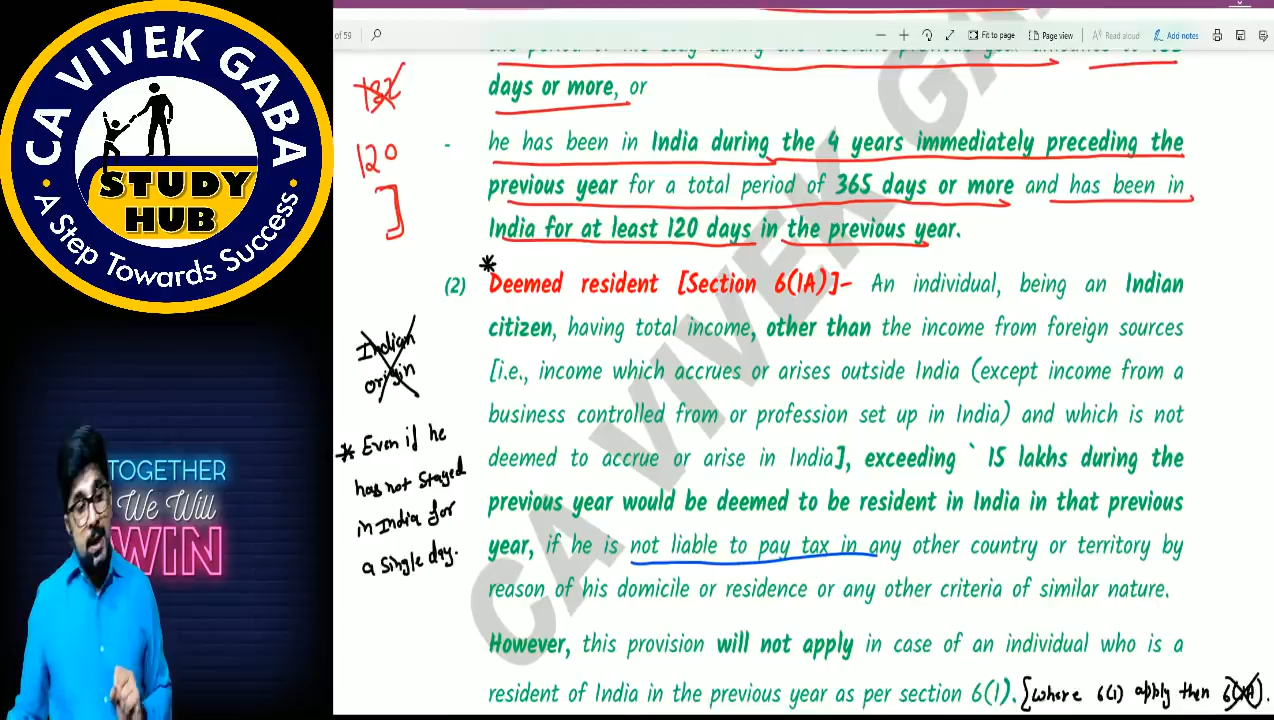 CA VIVEK GABA
STUDY
HUB
A Step Towards Success
TOGETHER
We Will
WIN
of 59
Fit to page
Page view
Read aloud
Add notes
days or more, or
- he has been in India during the 4 years immediately preceding the
previous year for a total period of 365 days or more and has been in
India for at least 120 days in the previous year.
182
120
]
*
(2) Deemed resident [Section 6(1A)]- An individual, being an Indian
citizen, having total income, other than the income from foreign sources
[i.e., income which accrues or arises outside India (except income from a
business controlled from or profession set up in India) and which is not
deemed to accrue or arise in India], exceeding ` 15 lakhs during the
previous year would be deemed to be resident in India in that previous
year, if he is not liable to pay tax in any other country or territory by
reason of his domicile or residence or any other criteria of similar nature.
However, this provision will not apply in case of an individual who is a
resident of India in the previous year as per section 6(1). [where 6(1) apply then 6(1A)].
Indian
origin
* Even if he
has not stayed
in India for
a single day.
CA VIVEK GA